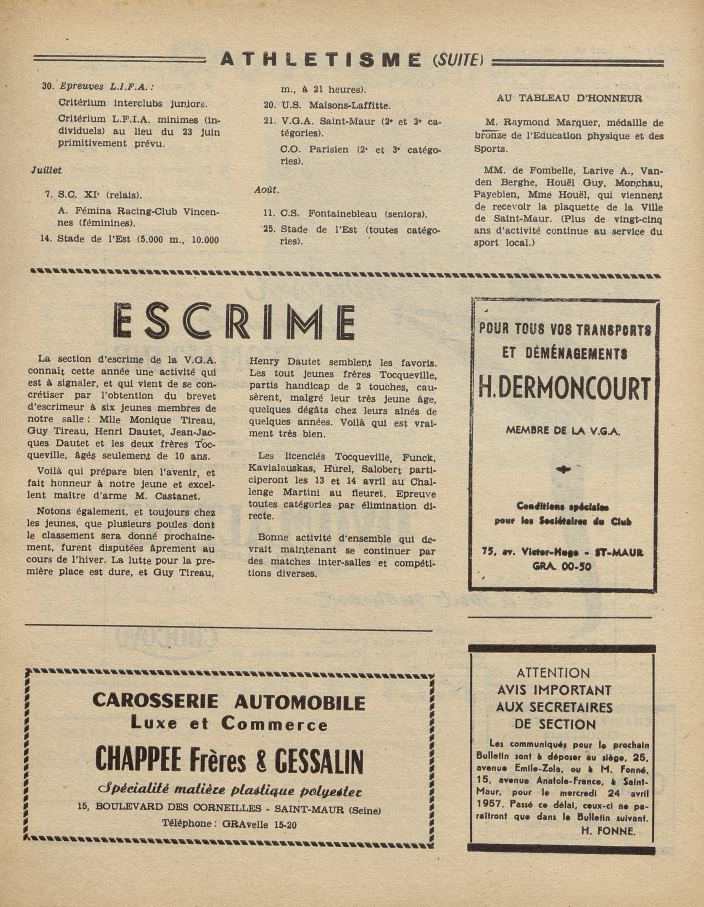 ATHLETISME (SUITE)
30. Epreuves L.I.F.A. :
Critérium interclubs juniors.
Critérium L.F.I.A. minimes (in-
dividuels) au lieu du 23 juin
primitivement prévu.
Juillet
7. S.C. XIe (relais).
A. Fémina Racing-Club Vincen-
nes (féminines).
14. Stade de l'Est (5.000 m., 10.000
m., à 21 heures).
20. U.S. Maisons-Laffitte.
21. V.G.A. Saint-Maur (2e et 3e ca-
tégories).
C.O. Parisien (2e et 3e catégo-
ries).
Août.
11. C.S. Fontainebleau (seniors).
25. Stade de l'Est (toutes catégo-
ries).
AU TABLEAU D'HONNEUR
M. Raymond Marquer, médaille de
bronze de l'Education physique et des
Sports.
MM. de Fombelle, Larive A., Van-
den Berghe, Houël Guy, Monchau,
Payebien, Mme Houël, qui viennent
de recevoir la plaquette de la Ville
de Saint-Maur. (Plus de vingt-cinq
ans d'activité continue au service du
sport local.)
ESCRIME
La section d'escrime de la V.G.A.
connaît cette année une activité qui
est à signaler, et qui vient de se con-
crétiser par l'obtention du brevet
d'escrimeur à six jeunes membres de
notre salle : Mlle Monique Tireau,
Guy Tireau, Henri Dautet, Jean-Jac-
ques Dautet et les deux frères Toc-
queville, âgés seulement de 10 ans.
Voilà qui prépare bien l'avenir, et
fait honneur à notre jeune et excel-
lent maître d'arme M. Castanet.
Notons également, et toujours chez
les jeunes, que plusieurs poules dont
le classement sera donné prochaine-
ment, furent disputées âprement au
cours de l'hiver. La lutte pour la pre-
mière place est dure, et Guy Tireau,
Henry Dautet semblent les favoris.
Les tout jeunes frères Tocqueville,
partis handicap de 2 touches, cau-
sèrent, malgré leur très jeune âge,
quelques dégâts chez leurs aînés de
quelques années. Voilà qui est vrai-
ment très bien.
Les licenciés Tocqueville, Funck,
Kavialauskas, Hurel, Salobert parti-
ciperont les 13 et 14 avril au Chal-
lenge Martini au fleuret. Epreuve
toutes catégories par élimination di-
recte.
Bonne activité d'ensemble qui de-
vrait maintenant se continuer par
des matches inter-salles et compéti-
tions diverses.
POUR TOUS VOS TRANSPORTS
ET DÉMÉNAGEMENTS
H.DERMONCOURT
MEMBRE DE LA V.G.A.
Conditions spéciales
pour les Sociétaires du Club
75, av. Victor-Hugo - ST-MAUR
GRA. 00-50
CAROSSERIE AUTOMOBILE
Luxe et Commerce
CHAPPEE Frères & GESSALIN
Spécialité matière plastique polyester
15, BOULEVARD DES CORNEILLES - SAINT-MAUR (Seine)
Téléphone : GRAvelle 15-20
ATTENTION
AVIS IMPORTANT
AUX SECRETAIRES
DE SECTION
Les communiqués pour le prochain
Bulletin sont à déposer au siège, 25,
avenue Emile-Zola, ou à M. Fonné,
15, avenue Anatole-France, à Saint-
Maur, pour le mercredi 24 avril
1957. Passé ce délai, ceux-ci ne pa-
raîtront que dans le Bulletin suivant.
H. FONNE.